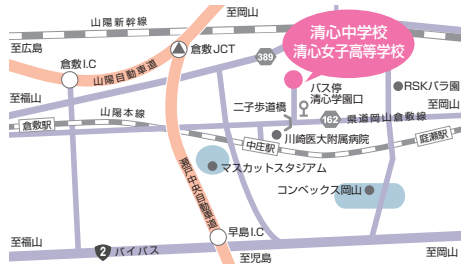 山陽新幹線
至岡山
清心中学校
清心女子高等学校
至広島
倉敷JCT
倉敷I.C
389
山陽自動車道
バス停
清心学園口
RSKバラ園
至福山
山陽本線
二子歩道橋
至岡山
倉敷駅
162
県道岡山倉敷線
川崎医大附属病院
庭瀬駅
中庄駅
マスカットスタジアム
瀬戸中央自動車道
コンベックス岡山
早島I.C
至福山
2
バイパス
至岡山
至児島